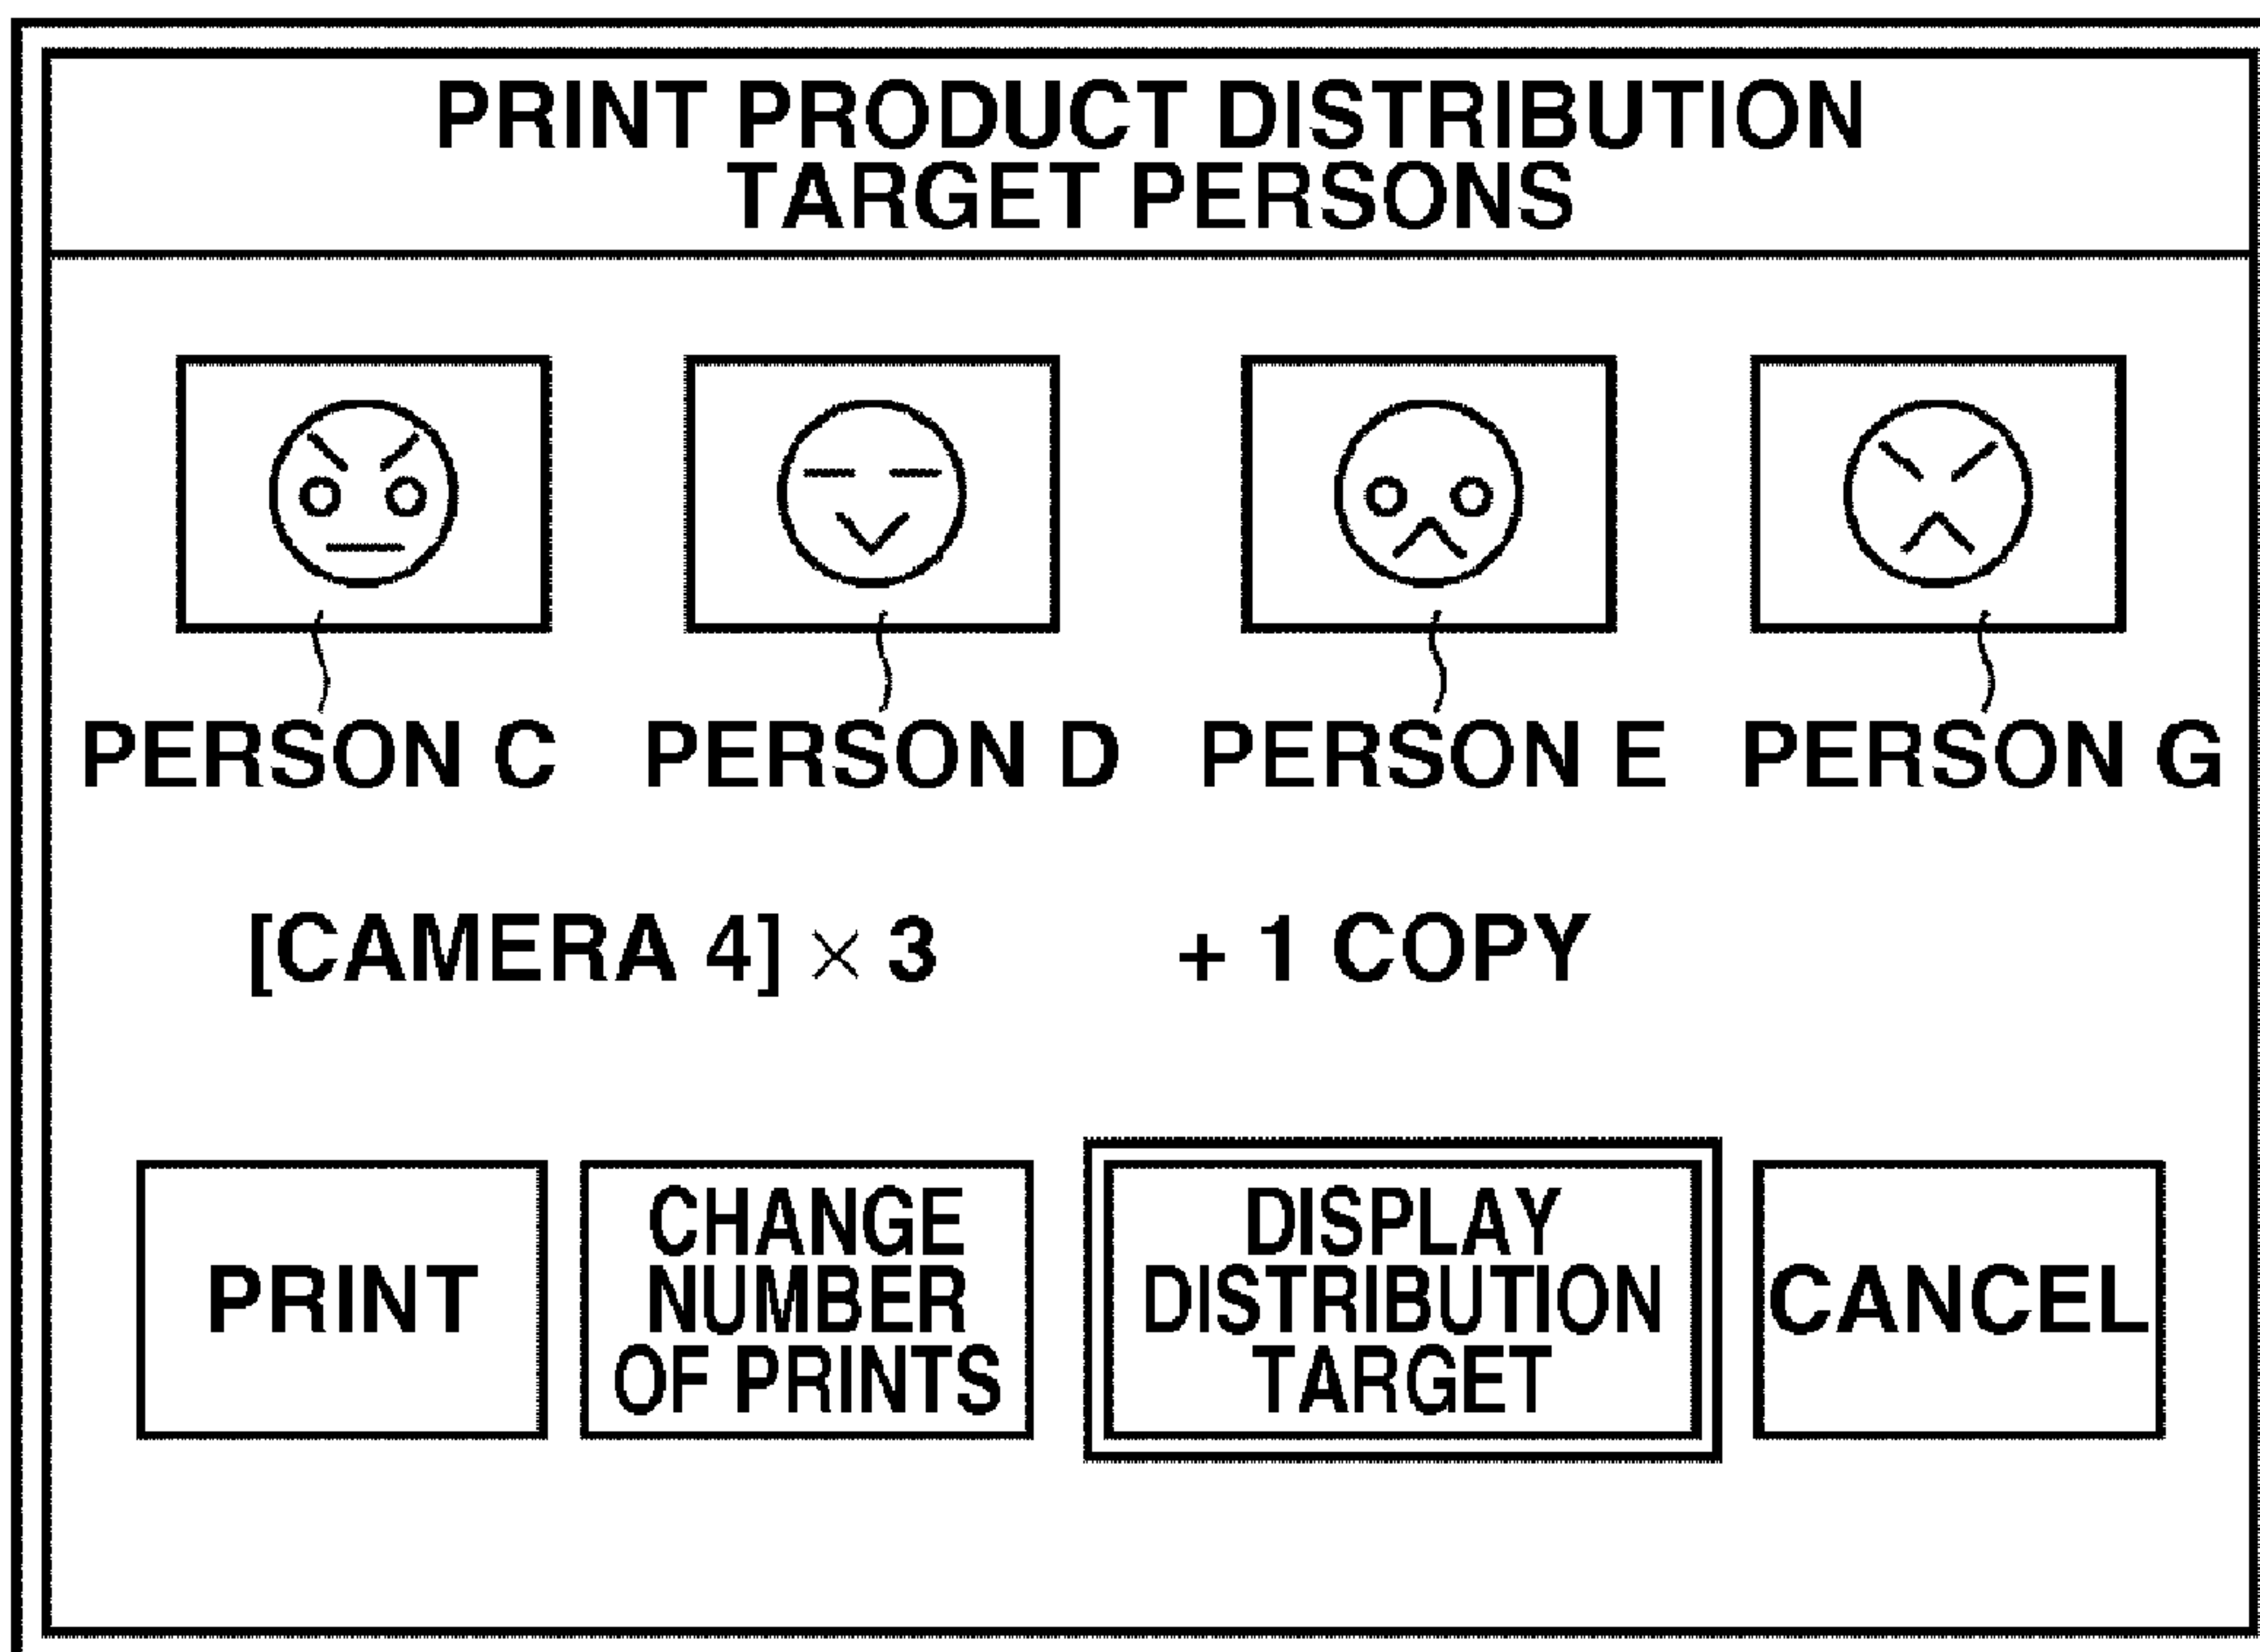 PRINT PRODUCT DISTRIBUTION
TARGET PERSONS
PERSON C PERSON D PERSON E PERSON G
[CAMERA 4] × 3 + 1 COPY
PRINT
CHANGE
NUMBER
OF PRINTS
DISPLAY
DISTRIBUTION
TARGET
CANCEL